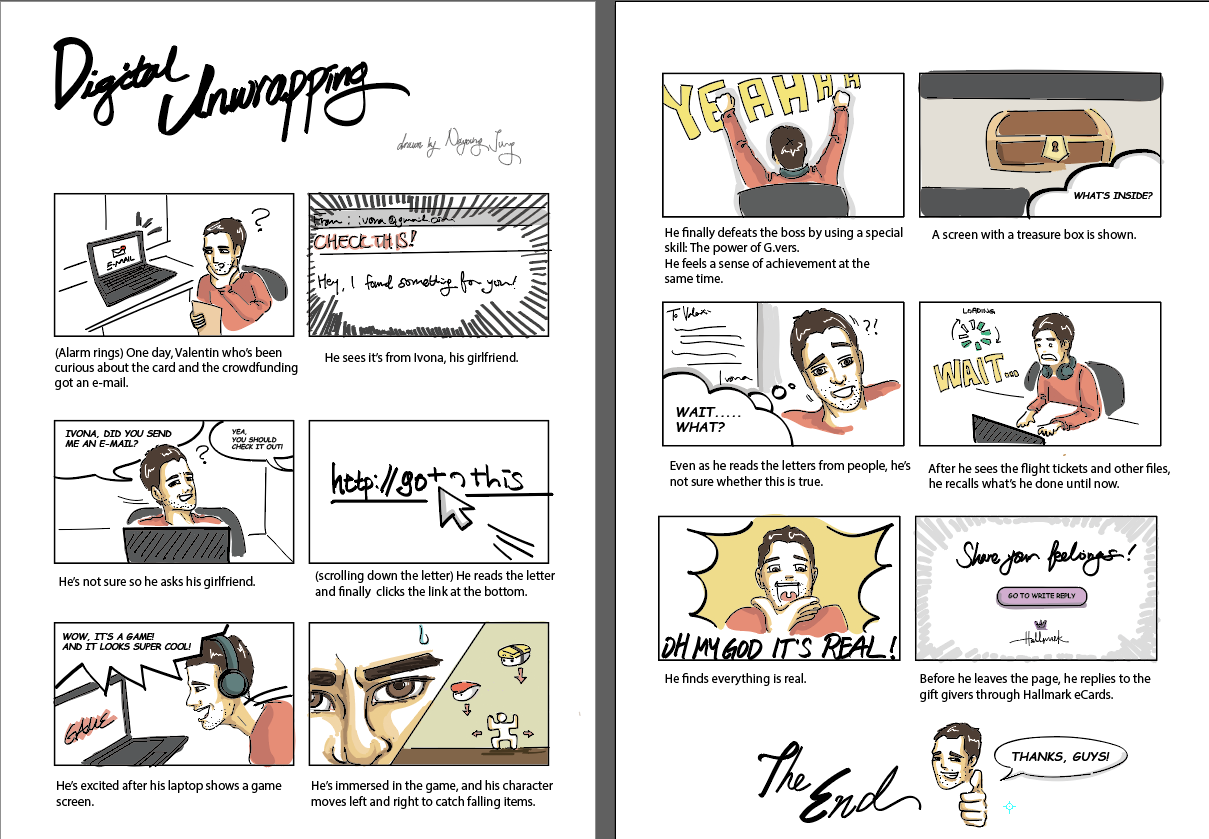 Digital
Unwrapping
drawn by Nayoung Jung
E-MAIL
?
(Alarm rings) One day, Valentin who's been
curious about the card and the crowdfunding
got an e-mail.
From : ivona@gmail.com
CHECK THIS!
Hey, I found something for you!
He sees it's from Ivona, his girlfriend.
IVONA, DID YOU SEND
ME AN E-MAIL?
YEA,
YOU SHOULD
CHECK IT OUT!
?
He's not sure so he asks his girlfriend.
http://goto this
(scrolling down the letter) He reads the letter
and finally clicks the link at the bottom.
WOW, IT'S A GAME!
AND IT LOOKS SUPER COOL!
GAME
He's excited after his laptop shows a game
screen.
He's immersed in the game, and his character
moves left and right to catch falling items.
YEAHHHH
He finally defeats the boss by using a special
skill: The power of G.vers.
He feels a sense of achievement at the
same time.
WHAT'S INSIDE?
A screen with a treasure box is shown.
To
Ivona
?!
WAIT.....
WHAT?
Even as he reads the letters from people, he's
not sure whether this is true.
LOADING
WAIT...
After he sees the flight tickets and other files,
he recalls what's he done until now.
OH MY GOD IT'S REAL!
He finds everything is real.
Share your feelings!
GO TO WRITE REPLY
Hallmark
Before he leaves the page, he replies to the
gift givers through Hallmark eCards.
The
End
THANKS, GUYS!